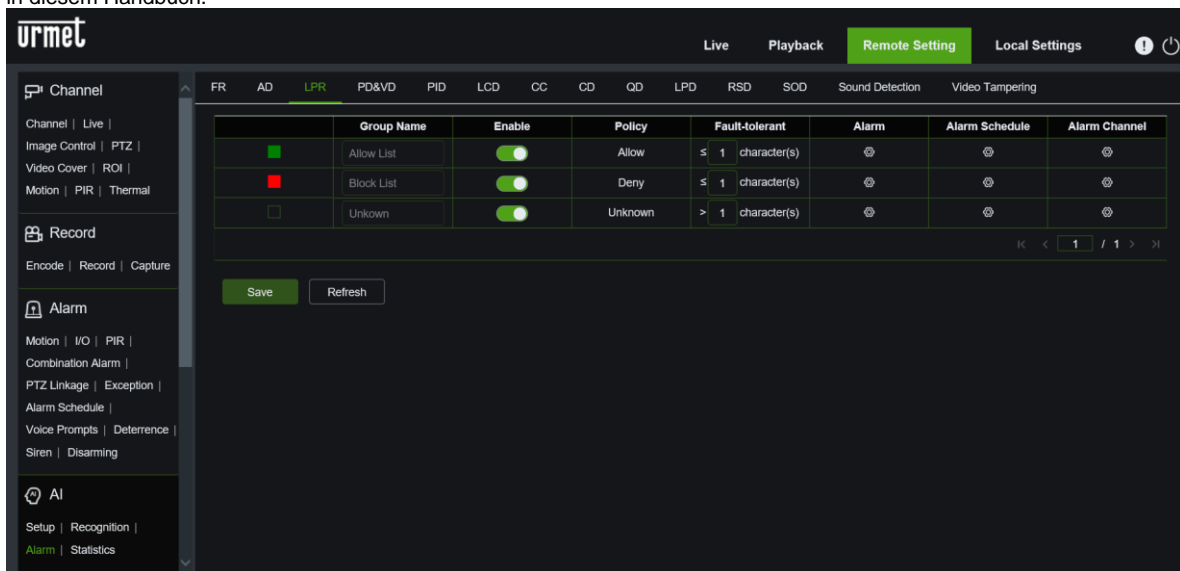 in diesem Handbuch.
urmet
Live Playback Remote Setting Local Settings
Channel
Channel | Live |
Image Control | PTZ |
Video Cover | ROI |
Motion | PIR | Thermal
Record
Encode | Record | Capture
Alarm
Motion | I/O | PIR |
Combination Alarm |
PTZ Linkage | Exception |
Alarm Schedule |
Voice Prompts | Deterrence |
Siren | Disarming
AI
Setup | Recognition |
Alarm | Statistics
FR AD LPR PD&VD PID LCD CC CD QD LPD RSD SOD Sound Detection Video Tampering
Group Name Enable Policy Fault-tolerant Alarm Alarm Schedule Alarm Channel
Allow List Allow ≤ 1 character(s)
Block List Deny ≤ 1 character(s)
Unkown Unknown > 1 character(s)
1 / 1
Save Refresh